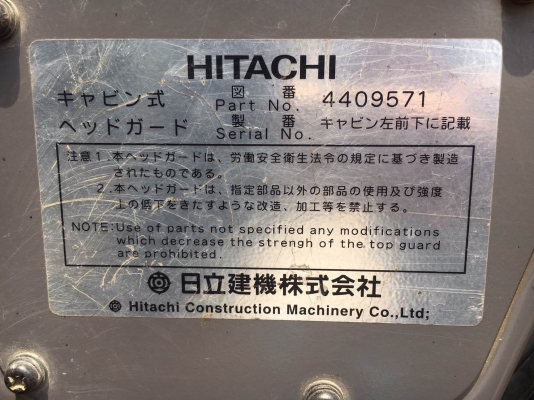 HITACHI
キャビン式 図番 Part No. 4409571
ヘッドガード 製番 Serial No. キャビン左前下に記載
注意1.本ヘッドガードは、労働安全衛生法令の規定に基づき製造
されたものである。
2.本ヘッドガードは、指定部品以外の部品の使用及び強度
上の低下をきたすような改造、加工等を禁止する。
NOTE:Use of parts not specified any modifications
which decrease the strengh of the top guard
are prohibited.
日立建機株式会社
Hitachi Construction Machinery Co.,Ltd;